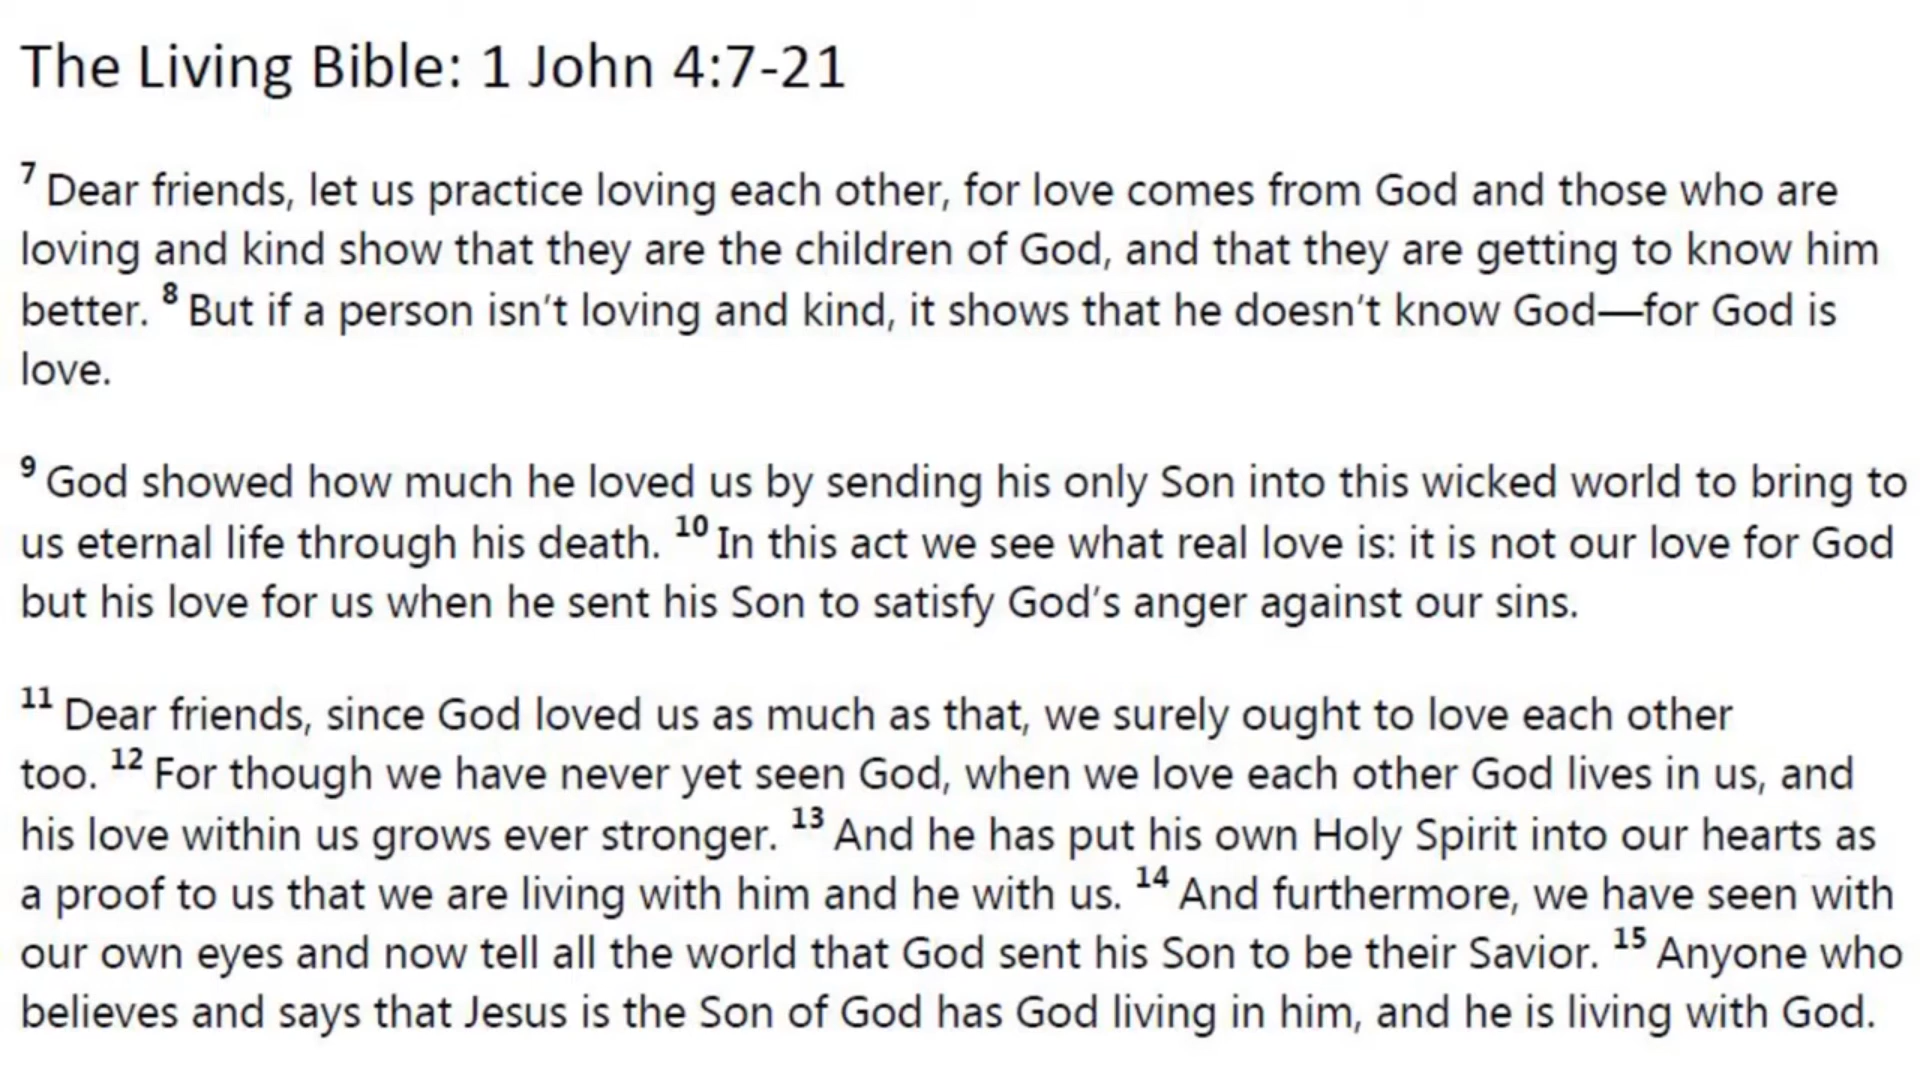 The Living Bible: 1 John 4:7-21
7 Dear friends, let us practice loving each other, for love comes from God and those who are
loving and kind show that they are the children of God, and that they are getting to know him
better. 8 But if a person isn’t loving and kind, it shows that he doesn’t know God—for God is
love.
9 God showed how much he loved us by sending his only Son into this wicked world to bring to
us eternal life through his death. 10 In this act we see what real love is: it is not our love for God
but his love for us when he sent his Son to satisfy God’s anger against our sins.
11 Dear friends, since God loved us as much as that, we surely ought to love each other
too. 12 For though we have never yet seen God, when we love each other God lives in us, and
his love within us grows ever stronger. 13 And he has put his own Holy Spirit into our hearts as
a proof to us that we are living with him and he with us. 14 And furthermore, we have seen with
our own eyes and now tell all the world that God sent his Son to be their Savior. 15 Anyone who
believes and says that Jesus is the Son of God has God living in him, and he is living with God.